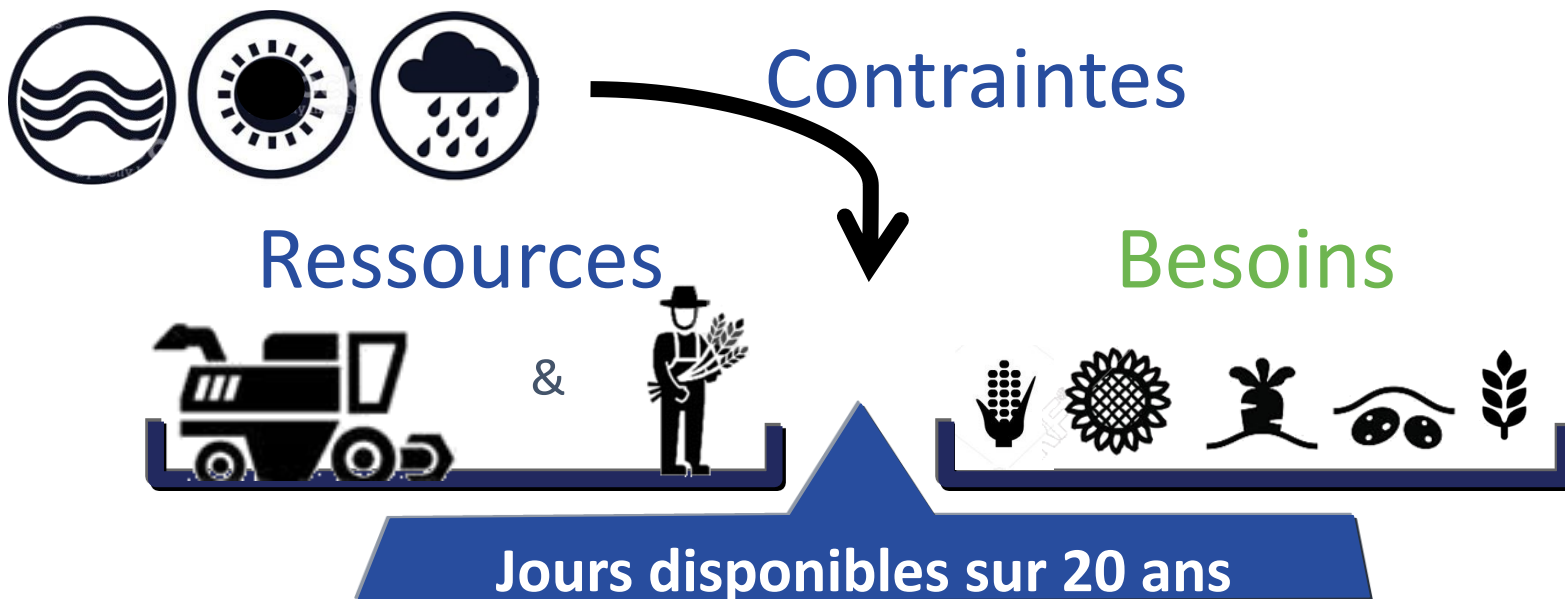 Contraintes
Ressources
Besoins
&
Jours disponibles sur 20 ans